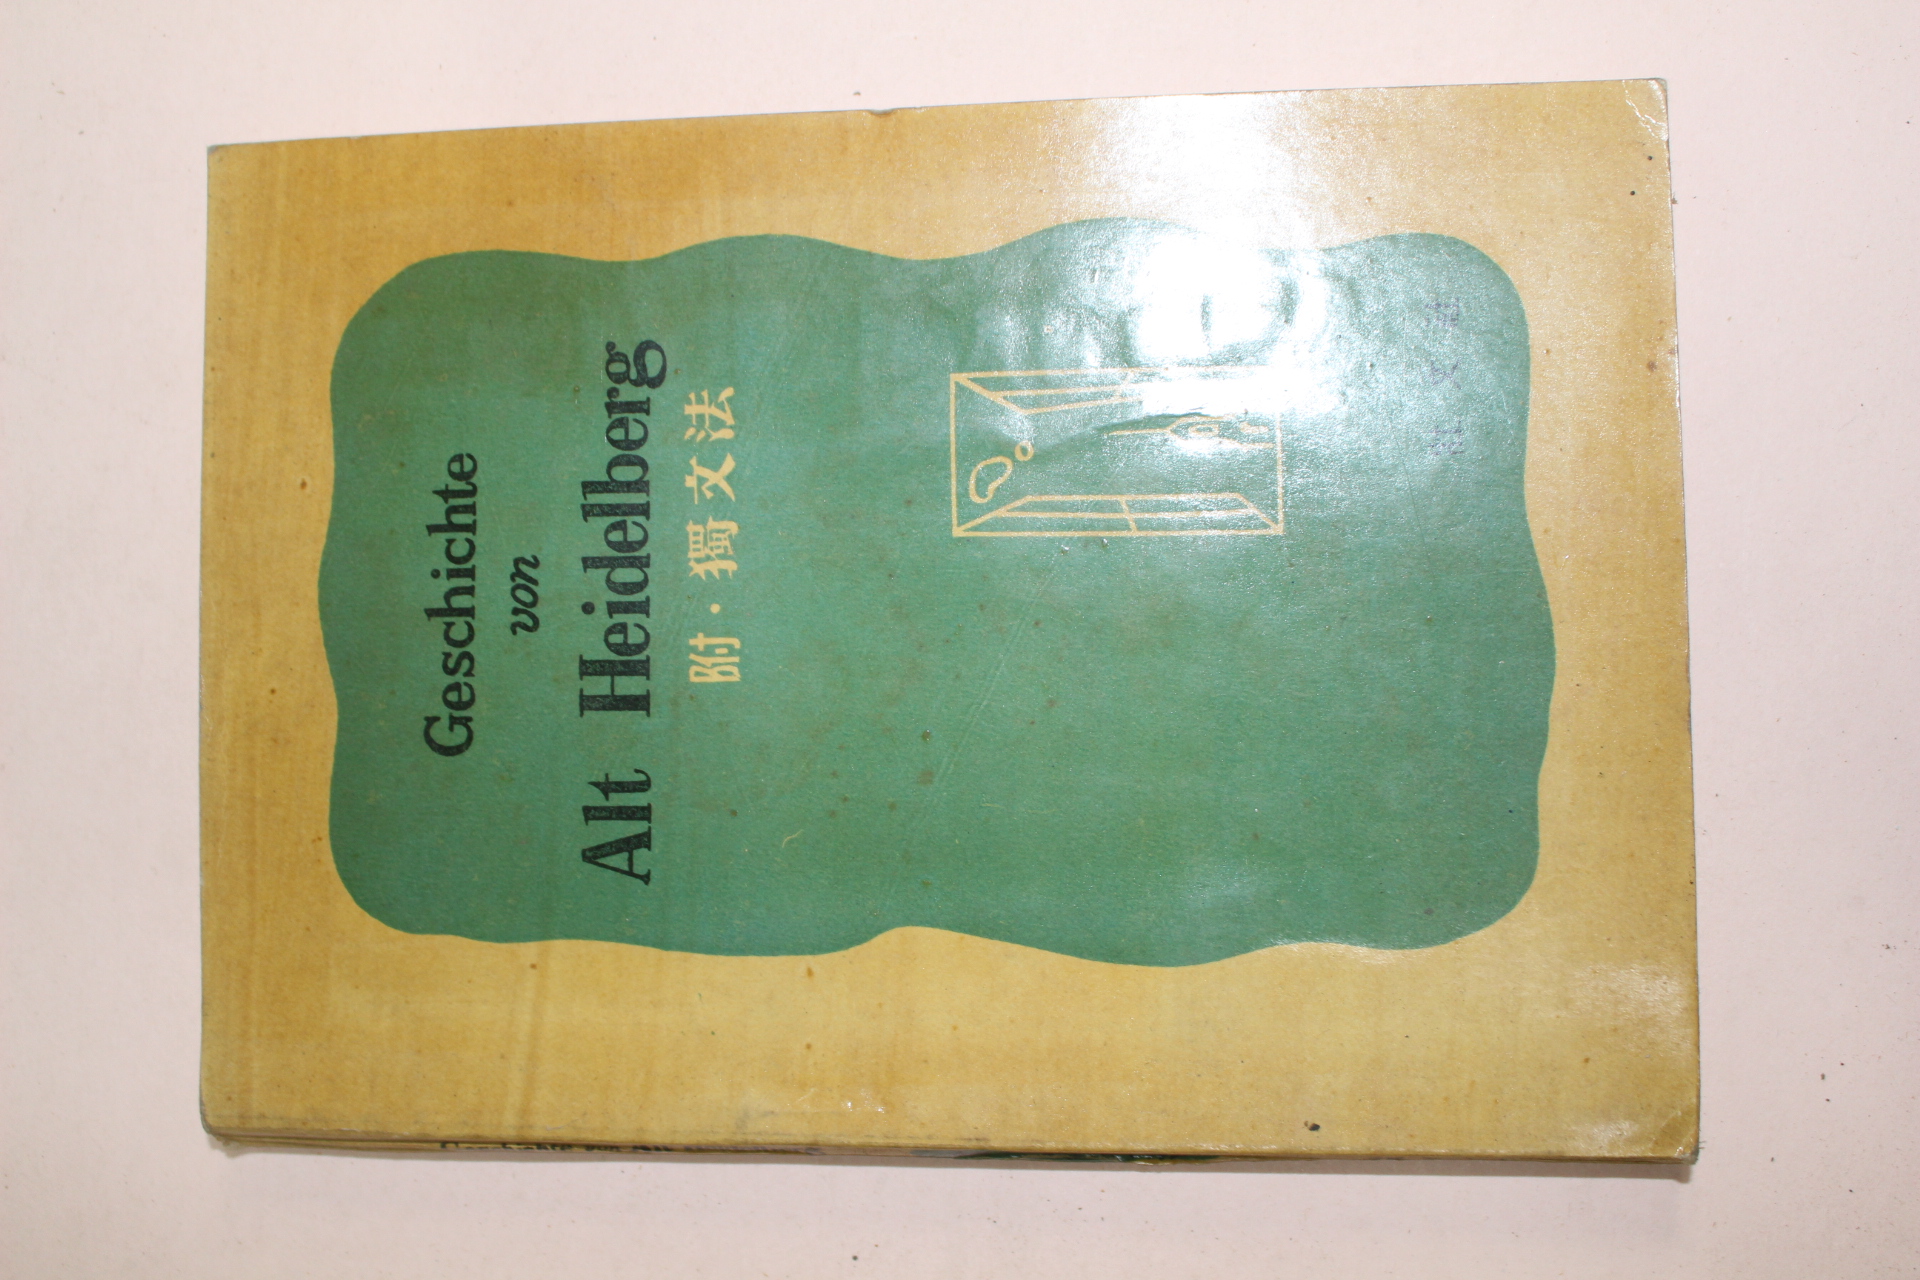 Geschichte
von
Alt Heidelberg
附·獨文法